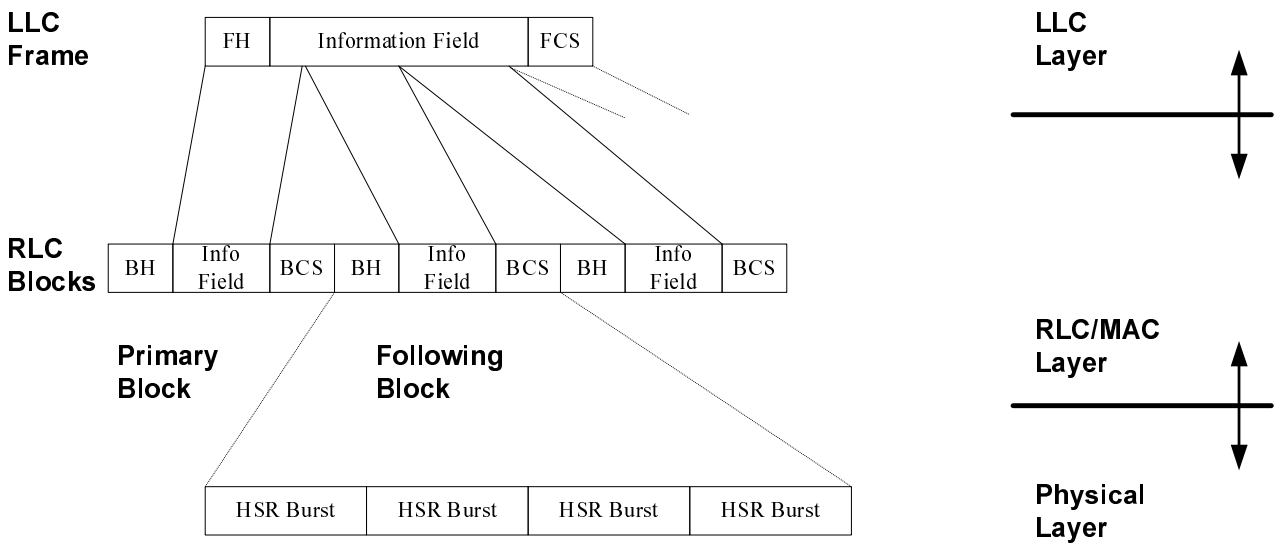 LLC
Frame
FH
Information Field
FCS
LLC
Layer
RLC
Blocks
BH
Info
Field
BCS
BH
Info
Field
BCS
BH
Info
Field
BCS
Primary
Block
Following
Block
RLC/MAC
Layer
HSR Burst
HSR Burst
HSR Burst
HSR Burst
Physical
Layer